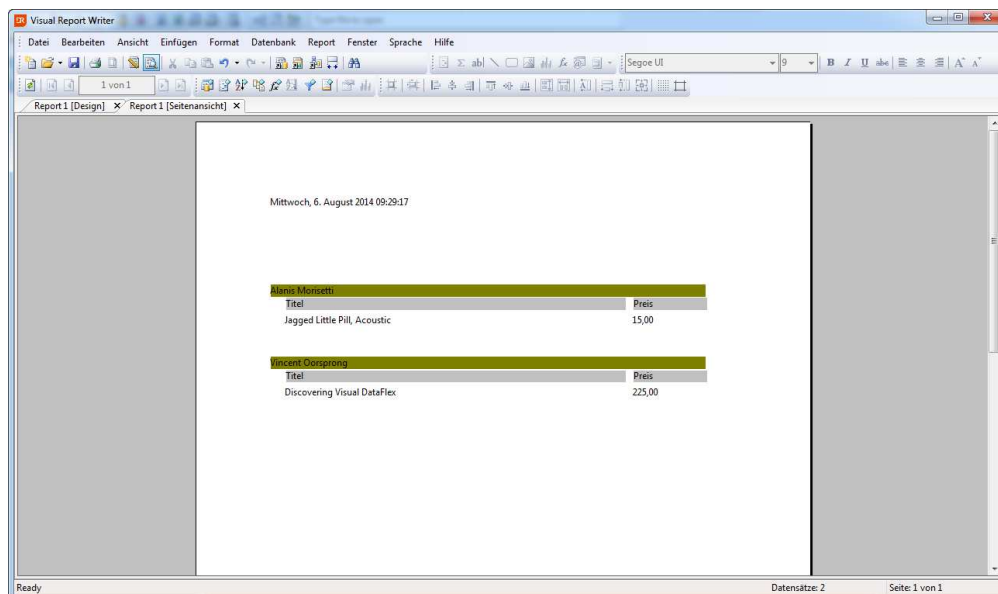 Visual Report Writer
Datei Bearbeiten Ansicht Einfügen Format Datenbank Report Fenster Sprache Hilfe
ab| Segoe UI 9 B I U abc A A
1 von 1
Report 1 [Design] Report 1 [Seitenansicht]
Mittwoch, 6. August 2014 09:29:17
Alanis Morisetti
Titel Preis
Jagged Little Pill, Acoustic 15,00
Vincent Oorsprong
Titel Preis
Discovering Visual DataFlex 225,00
Ready Datensätze: 2 Seite: 1 von 1